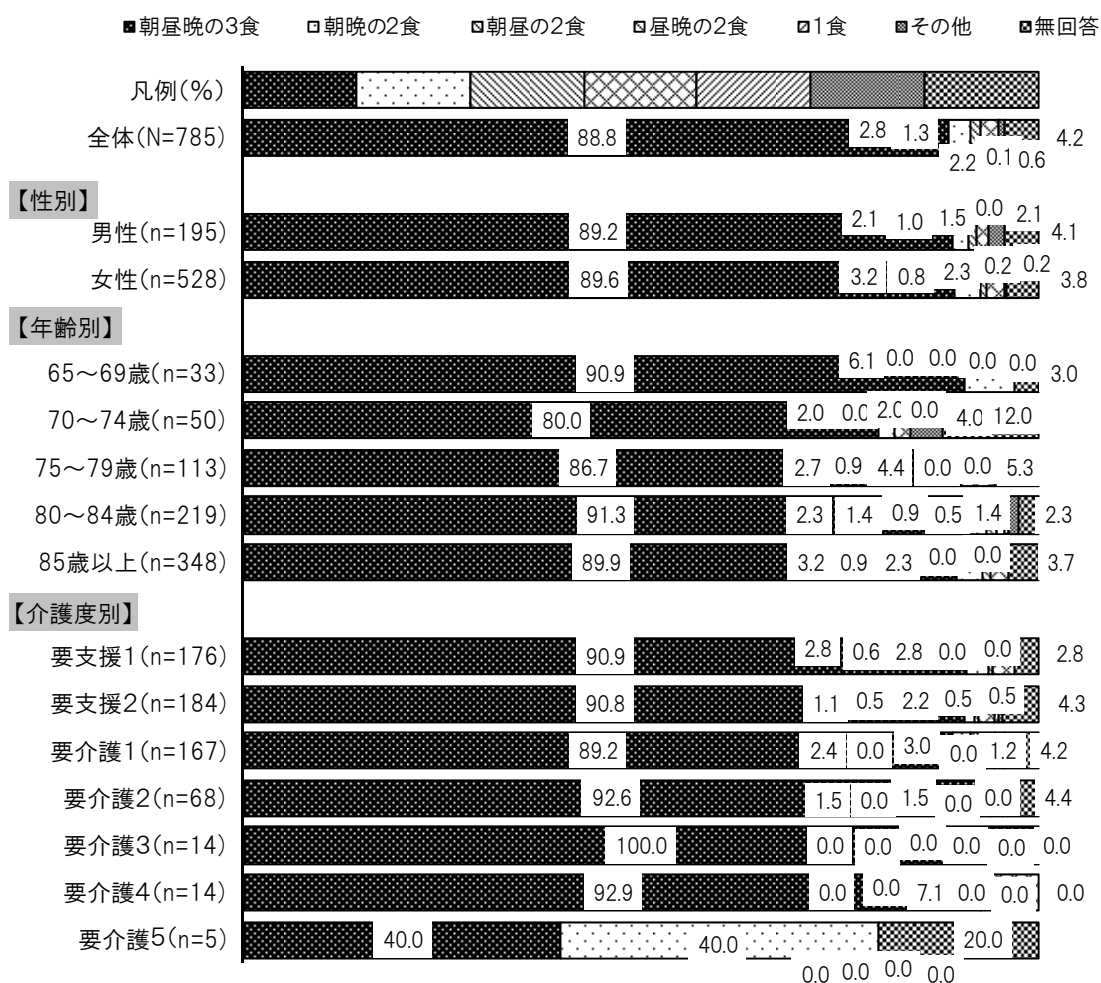 ■朝昼晩の3食 □朝晩の2食 朝昼の2食 昼晩の2食 1食 その他 無回答
凡例(%)
全体(N=785) 88.8 2.8 1.3 2.2 0.1 0.6 4.2
【性別】
男性(n=195) 89.2 2.1 1.0 1.5 0.0 2.1 4.1
女性(n=528) 89.6 3.2 0.8 2.3 0.2 0.2 3.8
【年齢別】
65～69歳(n=33) 90.9 6.1 0.0 0.0 0.0 0.0 3.0
70～74歳(n=50) 80.0 2.0 0.0 2.0 0.0 4.0 12.0
75～79歳(n=113) 86.7 2.7 0.9 4.4 0.0 0.0 5.3
80～84歳(n=219) 91.3 2.3 1.4 0.9 0.5 1.4 2.3
85歳以上(n=348) 89.9 3.2 0.9 2.3 0.0 0.0 3.7
【介護度別】
要支援1(n=176) 90.9 2.8 0.6 2.8 0.0 0.0 2.8
要支援2(n=184) 90.8 1.1 0.5 2.2 0.5 0.5 4.3
要介護1(n=167) 89.2 2.4 0.0 3.0 0.0 1.2 4.2
要介護2(n=68) 92.6 1.5 0.0 1.5 0.0 0.0 4.4
要介護3(n=14) 100.0 0.0 0.0 0.0 0.0 0.0 0.0
要介護4(n=14) 92.9 0.0 0.0 7.1 0.0 0.0 0.0
要介護5(n=5) 40.0 40.0 0.0 0.0 0.0 0.0 20.0